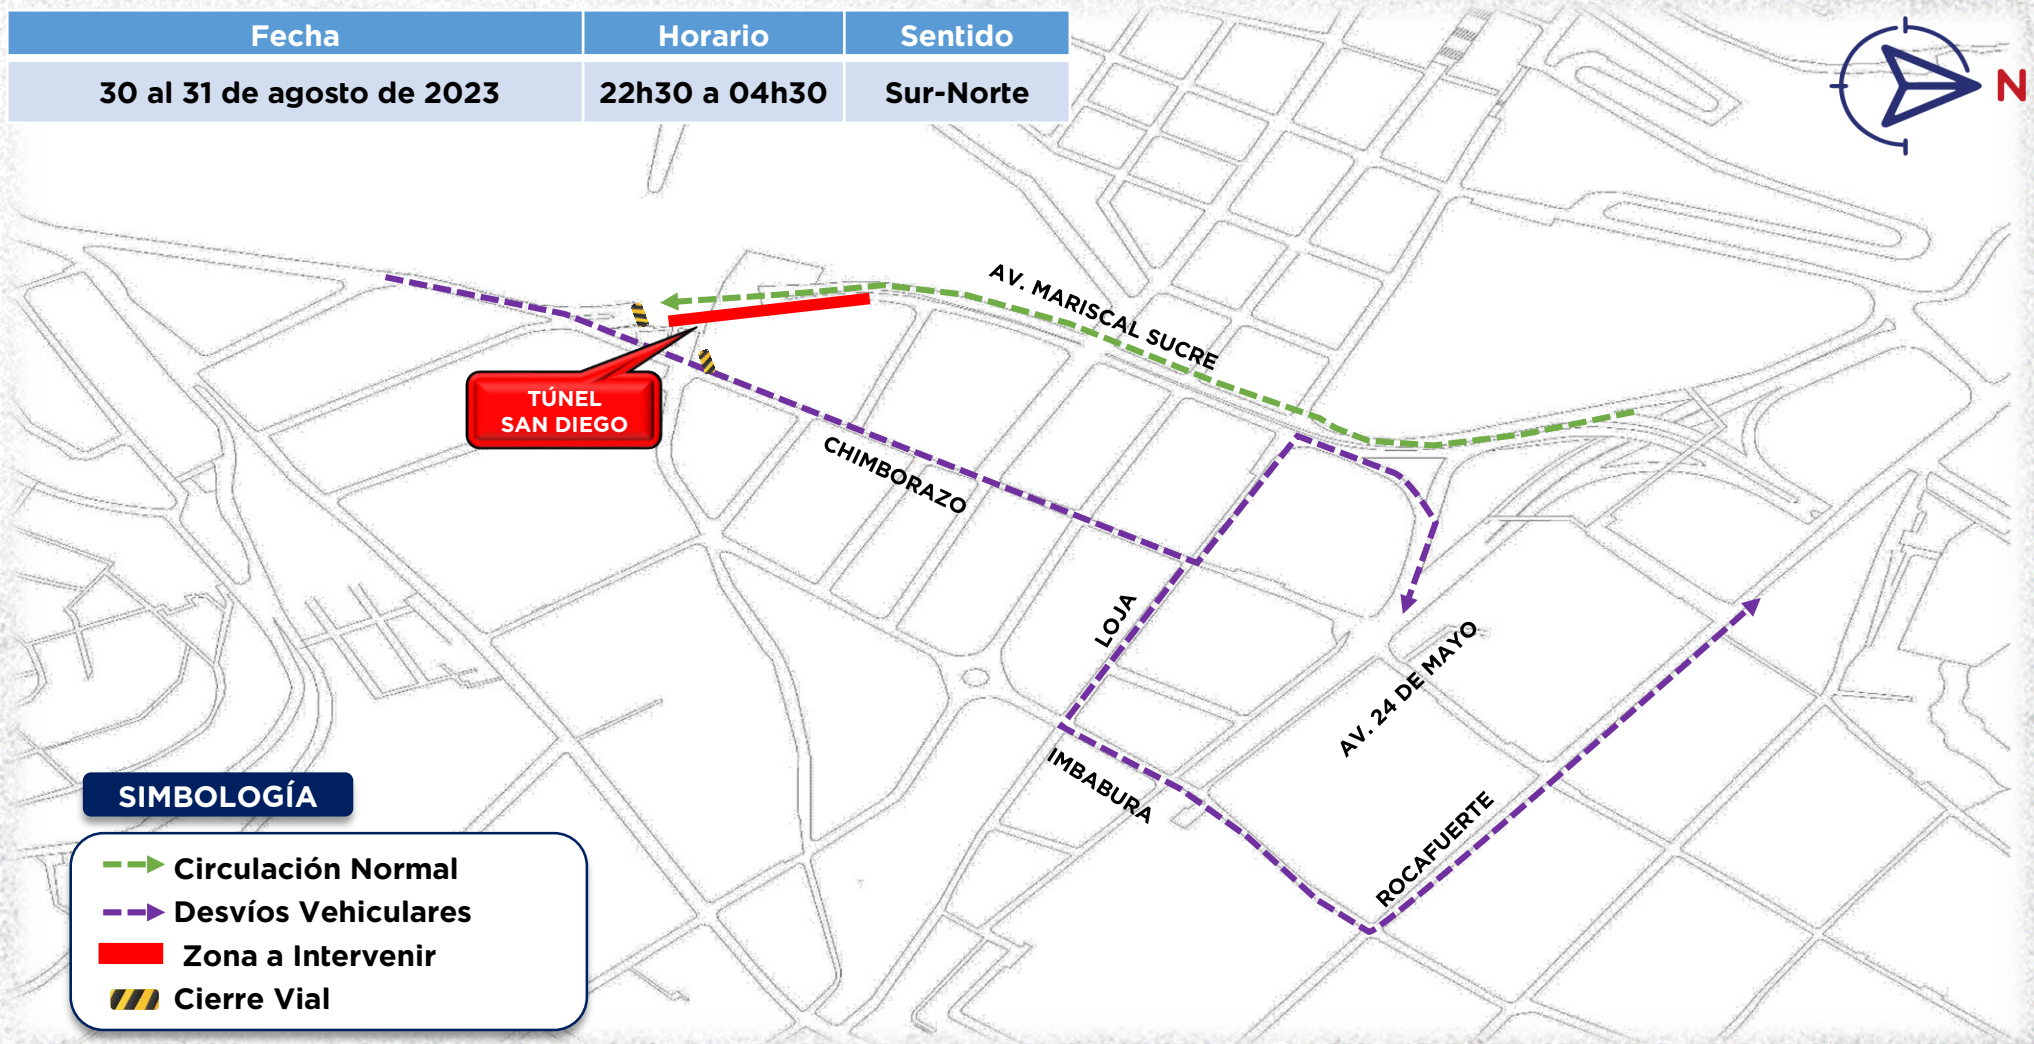 Fecha Horario Sentido
30 al 31 de agosto de 2023 22h30 a 04h30 Sur-Norte
N
AV. MARISCAL SUCRE
TÚNEL
SAN DIEGO
CHIMBORAZO
LOJA
AV. 24 DE MAYO
IMBABURA
ROCAFUERTE
SIMBOLOGÍA
Circulación Normal
Desvíos Vehiculares
Zona a Intervenir
Cierre Vial